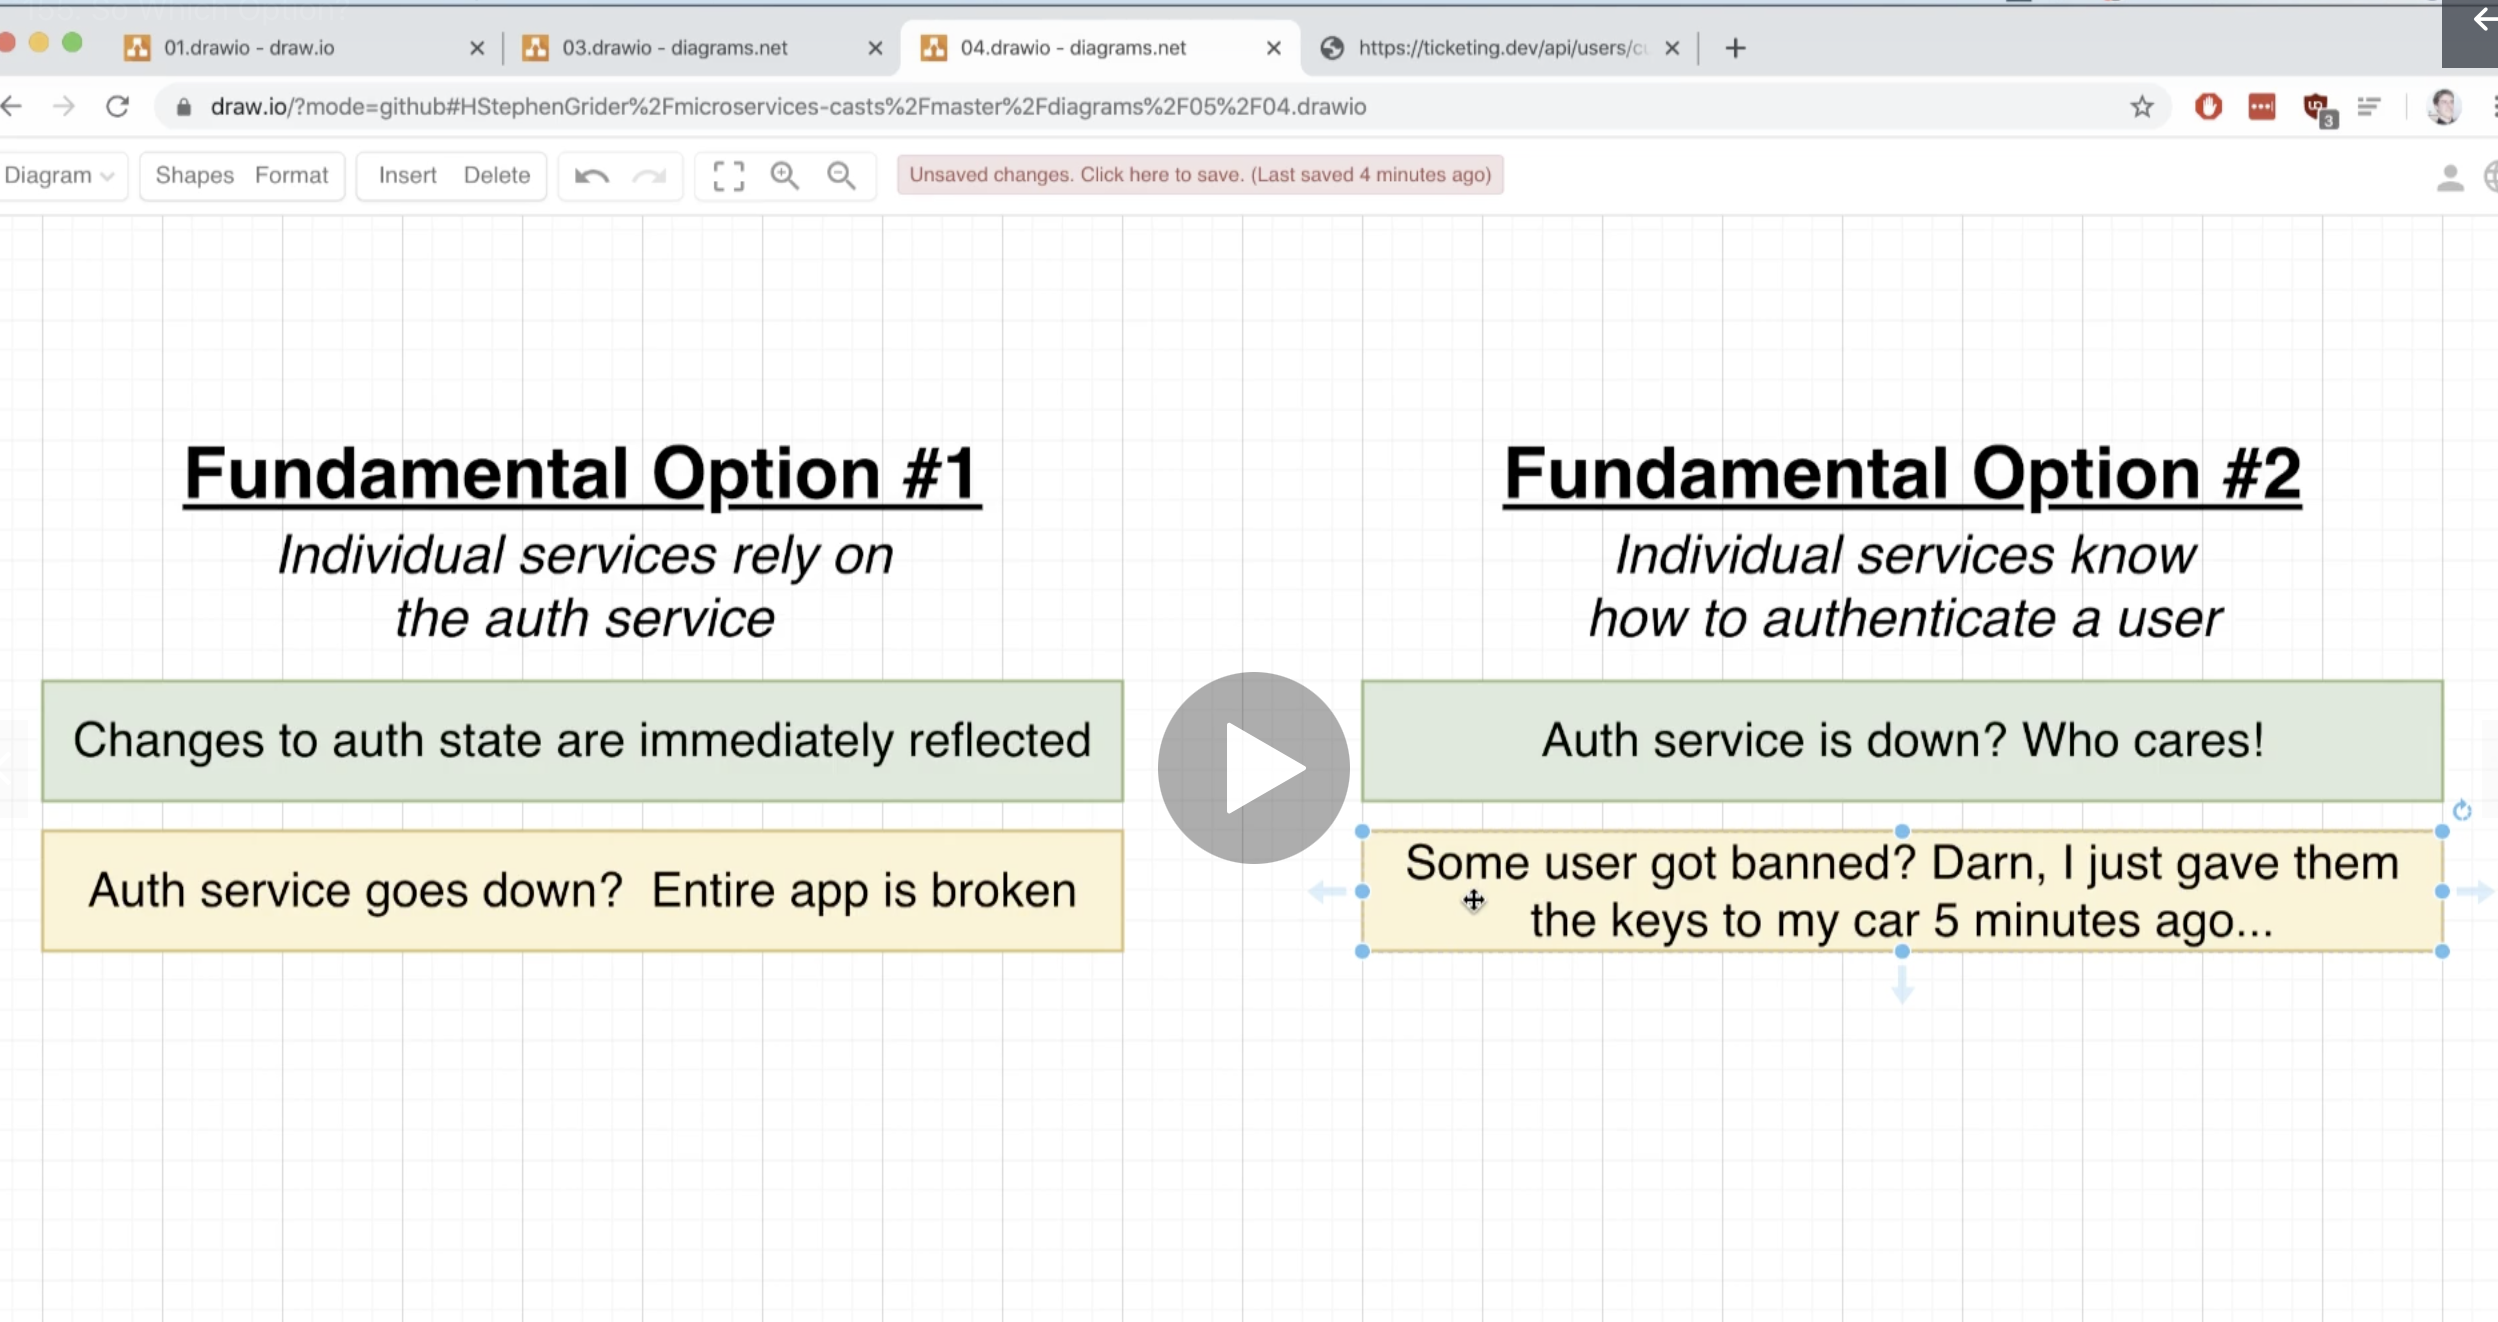 01.drawio - draw.io
03.drawio - diagrams.net
04.drawio - diagrams.net
https://ticketing.dev/api/users/c
draw.io/?mode=github#HStephenGrider%2Fmicroservices-casts%2Fmaster%2Fdiagrams%2F05%2F04.drawio
3
Diagram
Shapes Format
Insert Delete
Unsaved changes. Click here to save. (Last saved 4 minutes ago)
Fundamental Option #1
Individual services rely on
the auth service
Changes to auth state are immediately reflected
Auth service goes down?  Entire app is broken
Fundamental Option #2
Individual services know
how to authenticate a user
Auth service is down? Who cares!
Some user got banned? Darn, I just gave them
the keys to my car 5 minutes ago...